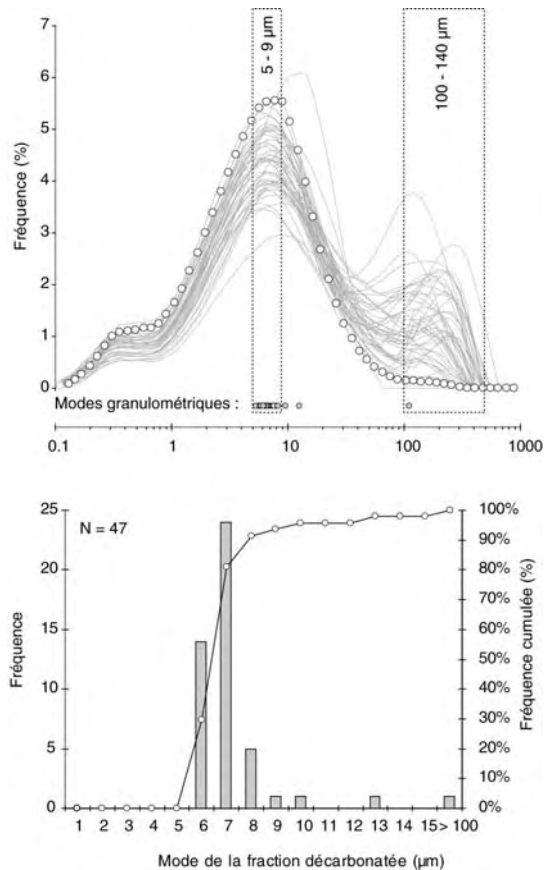 7
6
5
4
3
2
1
0
Fréquence (%)
5 - 9 µm
100 - 140 µm
Modes granulométriques :
0.1 1 10 100 1000
N = 47
25
20
15
10
5
0
Fréquence
100%
90%
80%
70%
60%
50%
40%
30%
20%
10%
0%
Fréquence cumulée (%)
1 2 3 4 5 6 7 8 9 10 11 12 13 14 15 > 100
Mode de la fraction décarbonatée (µm)